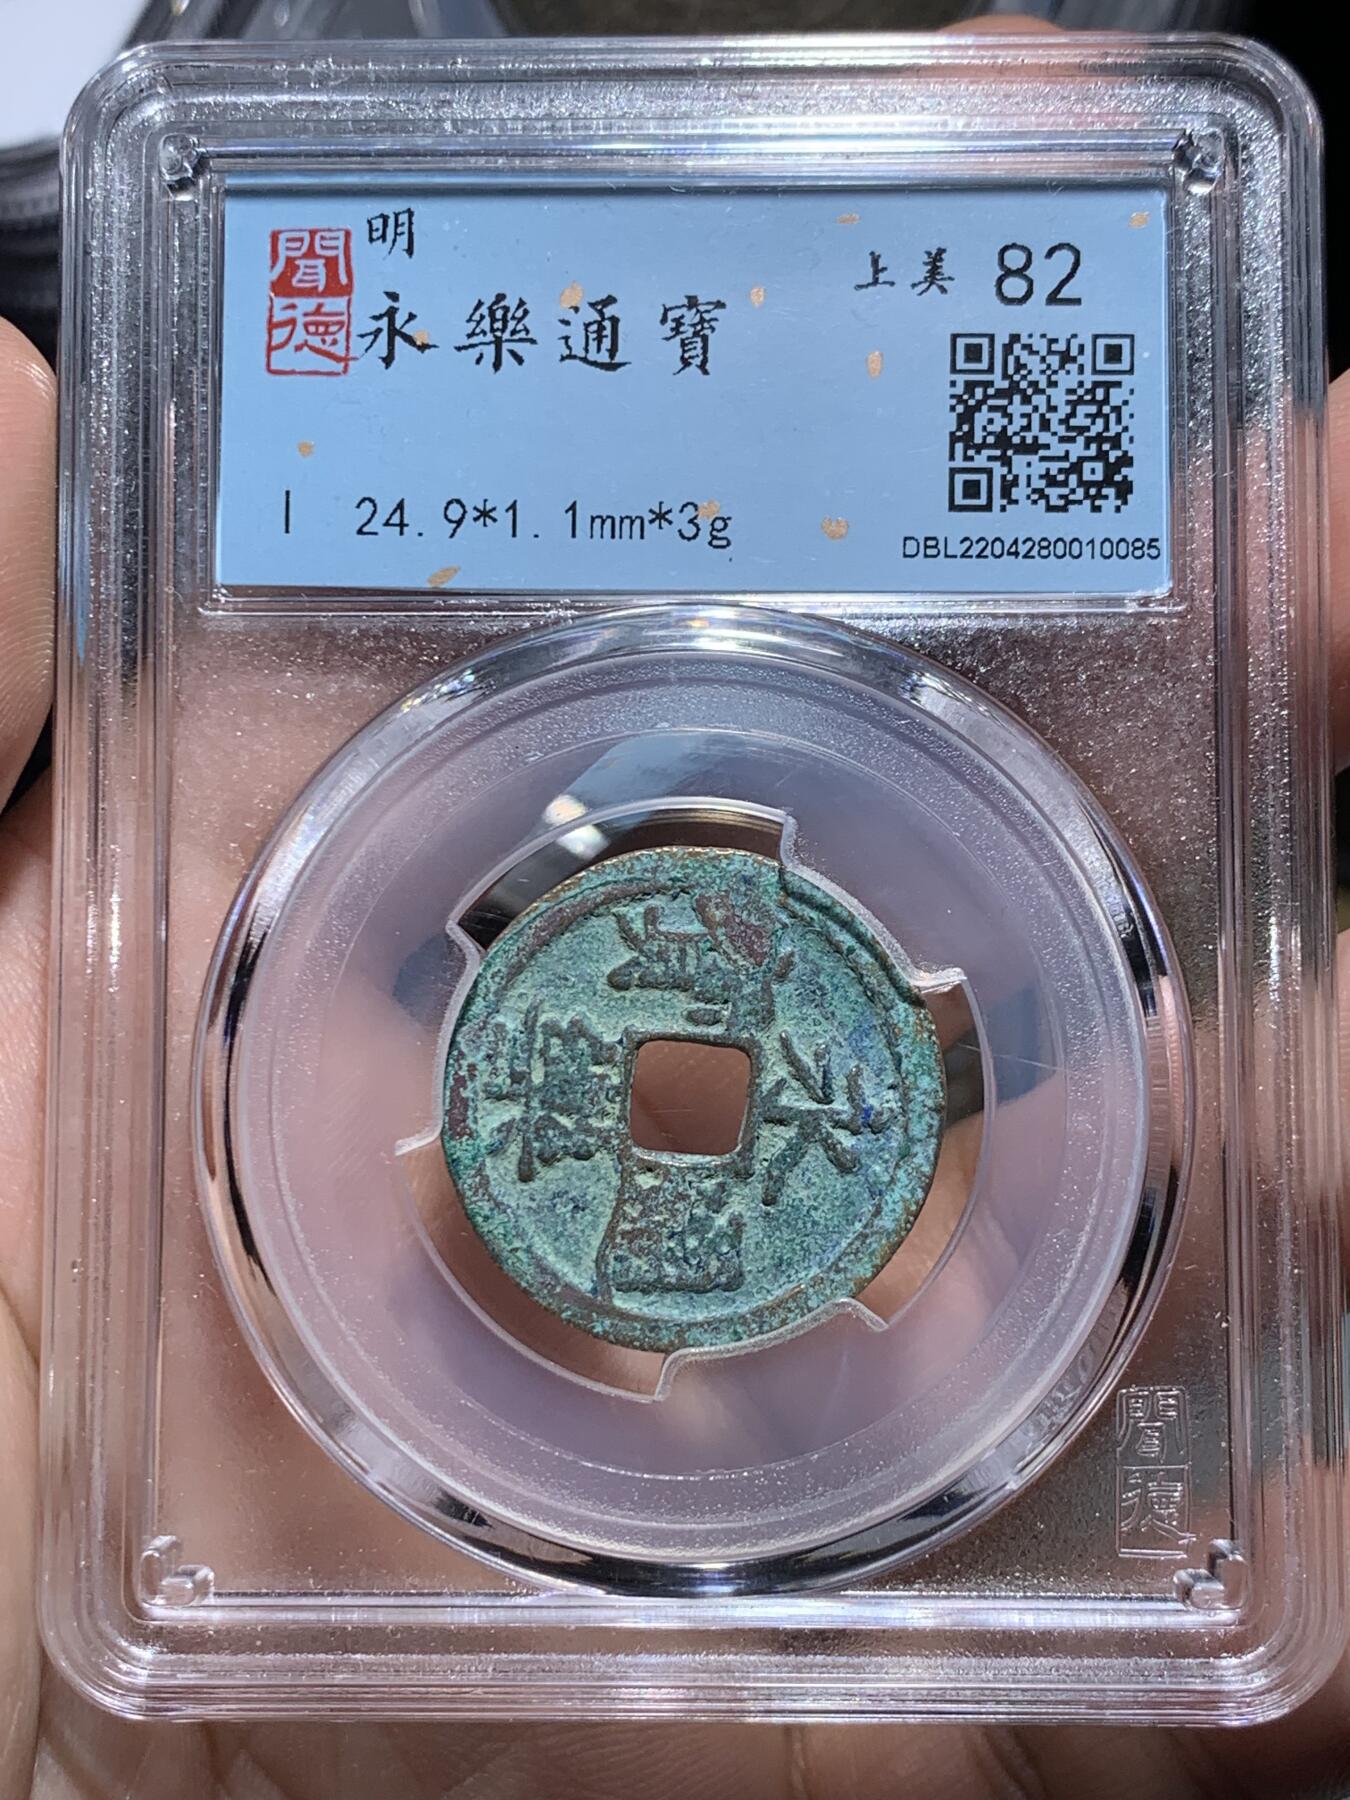 聞德
明
永樂通寶
上美 82
| 24.9*1.1mm*3g
DBL2204280010085
永樂通寶
聞德